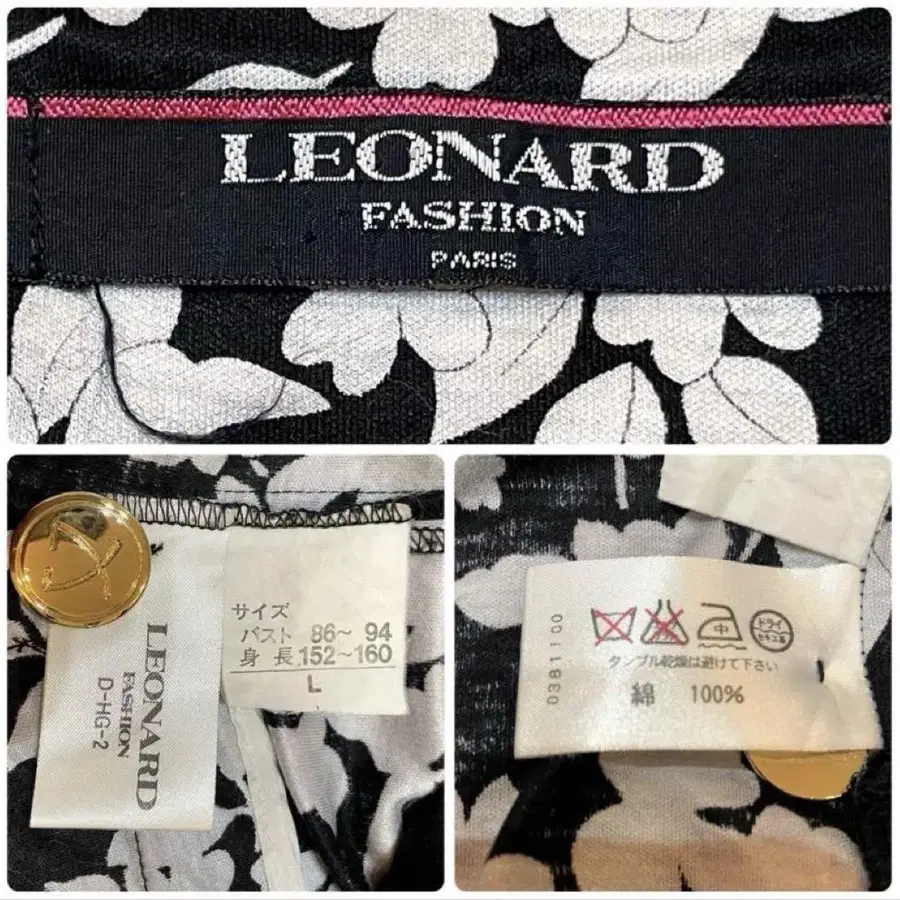 LEONARD
FASHION
PARIS
LEONARD
FASHION
D-HG-2
サイズ
バスト 86～ 94
身 長 152～160
L
0381100
中
ドライ
セキユ系
タンブル乾燥は避けて下さい
綿 100%